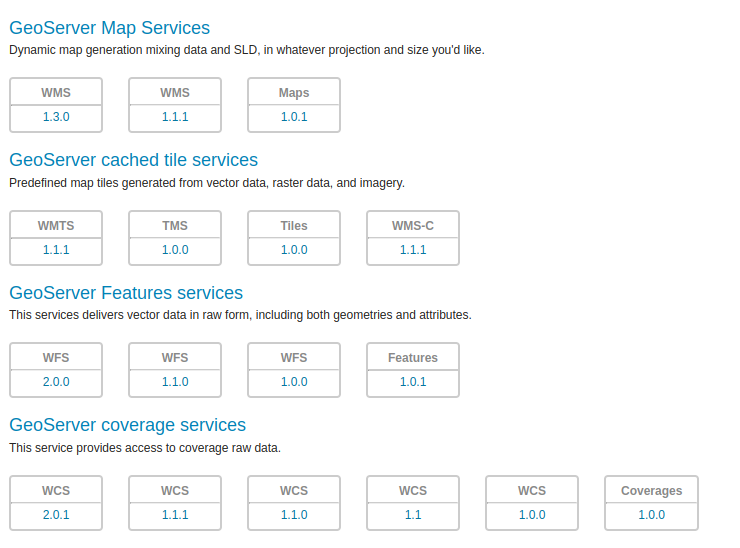 GeoServer Map Services
Dynamic map generation mixing data and SLD, in whatever projection and size you'd like.
WMS WMS Maps
1.3.0 1.1.1 1.0.1
GeoServer cached tile services
Predefined map tiles generated from vector data, raster data, and imagery.
WMTS TMS Tiles WMS-C
1.1.1 1.0.0 1.0.0 1.1.1
GeoServer Features services
This services delivers vector data in raw form, including both geometries and attributes.
WFS WFS WFS Features
2.0.0 1.1.0 1.0.0 1.0.1
GeoServer coverage services
This service provides access to coverage raw data.
WCS WCS WCS WCS WCS Coverages
2.0.1 1.1.1 1.1.0 1.1 1.0.0 1.0.0